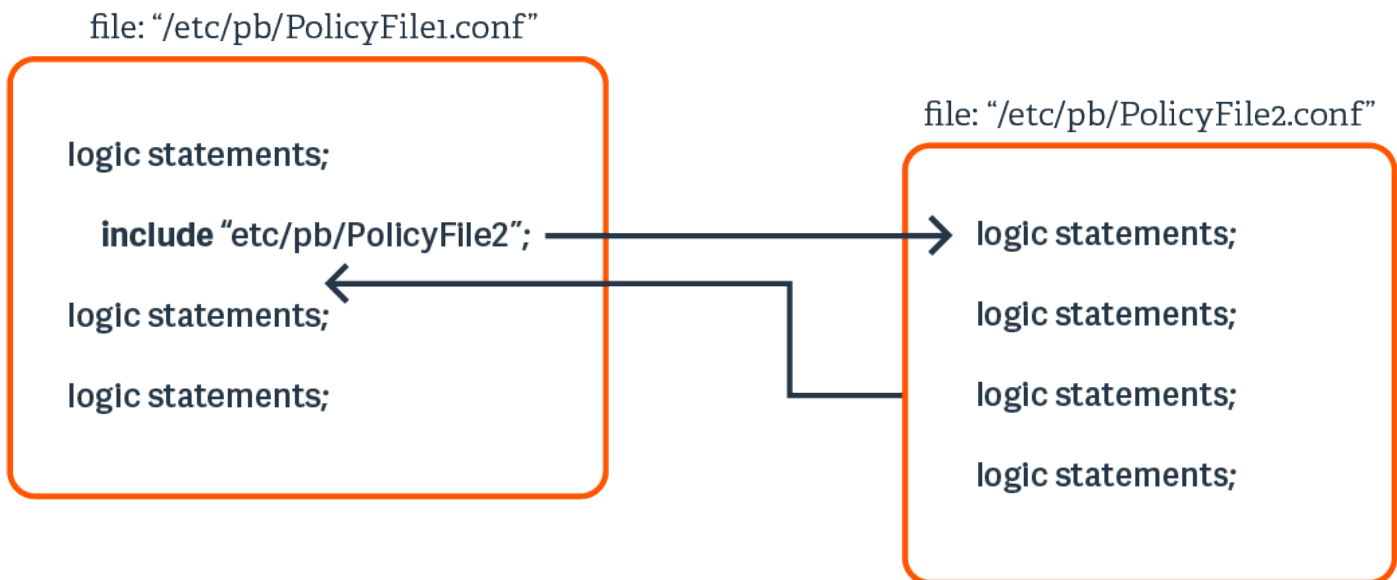 file: “/etc/pb/PolicyFile1.conf”
logic statements;
include “etc/pb/PolicyFile2”;
logic statements;
logic statements;
file: “/etc/pb/PolicyFile2.conf”
logic statements;
logic statements;
logic statements;
logic statements;